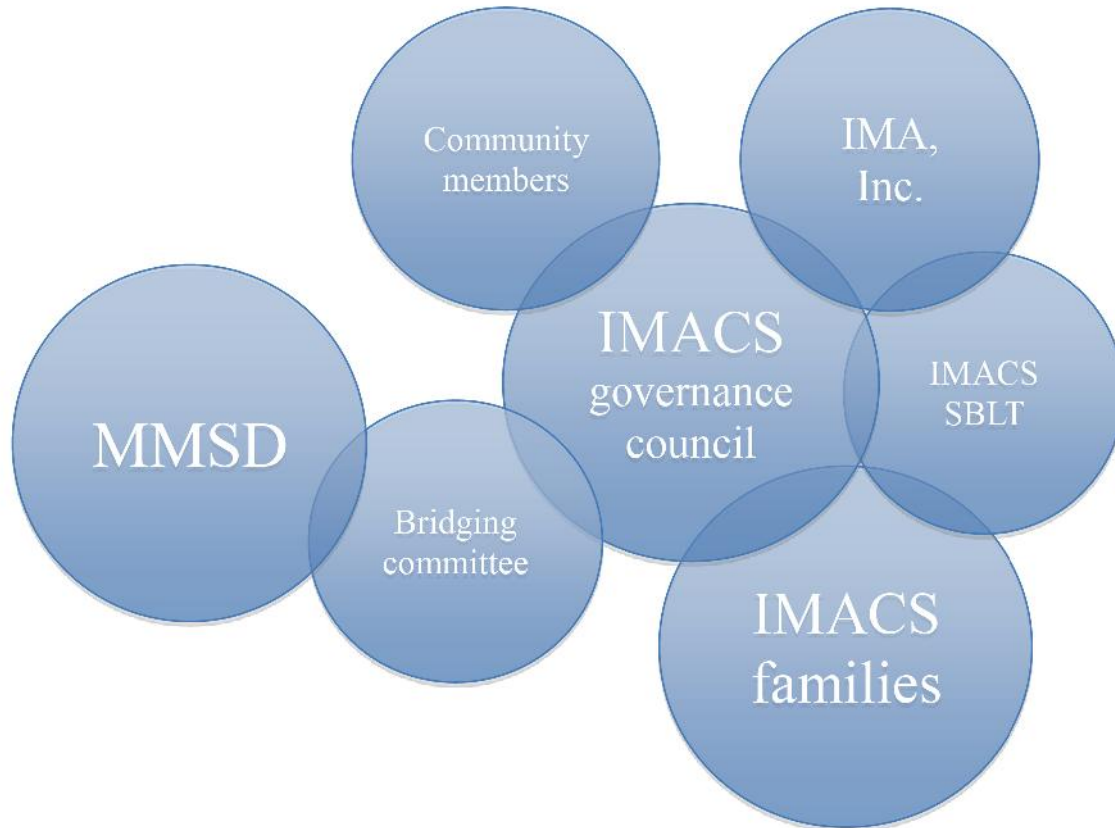 Community
members
IMA,
Inc.
IMACS
governance
council
IMACS
SBLT
MMSD
Bridging
committee
IMACS
families